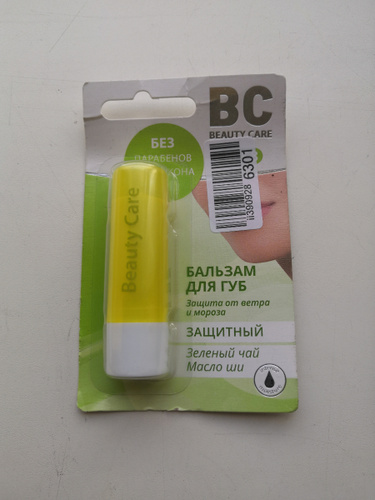 BC
BEAUTY CARE
БЕЗ
ПАРАБЕНОВ
ii390928 6301
Beauty Care
БАЛЬЗАМ
ДЛЯ ГУБ
Защита от ветра
и мороза
ЗАЩИТНЫЙ
Зеленый чай
Масло ши